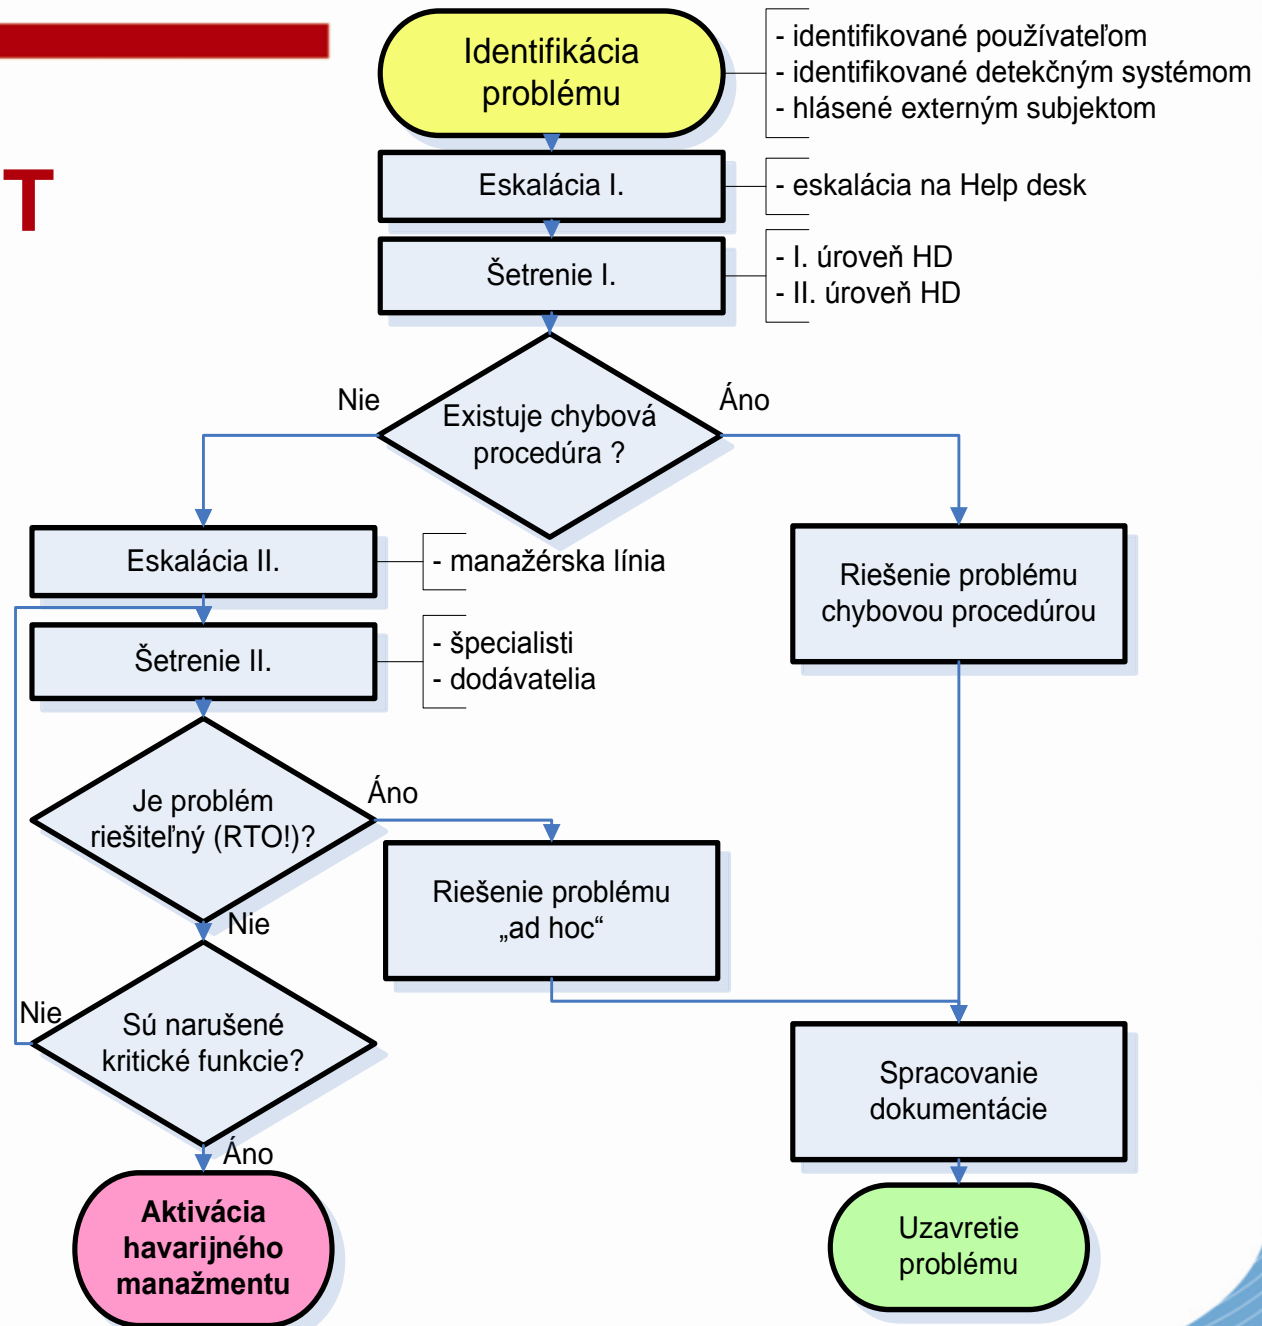 Identifikácia
problému
- identifikované používateľom
- identifikované detekčným systémom
- hlásené externým subjektom
T
Eskalácia I.
- eskalácia na Help desk
Šetrenie I.
- I. úroveň HD
- II. úroveň HD
Nie
Existuje chybová
procedúra ?
Áno
Eskalácia II.
- manažérska línia
Riešenie problému
chybovou procedúrou
Šetrenie II.
- špecialisti
- dodávatelia
Je problém
riešiteľný (RTO!)?
Áno
Riešenie problému
„ad hoc“
Nie
Nie
Sú narušené
kritické funkcie?
Spracovanie
dokumentácie
Áno
Aktivácia
havarijného
manažmentu
Uzavretie
problému